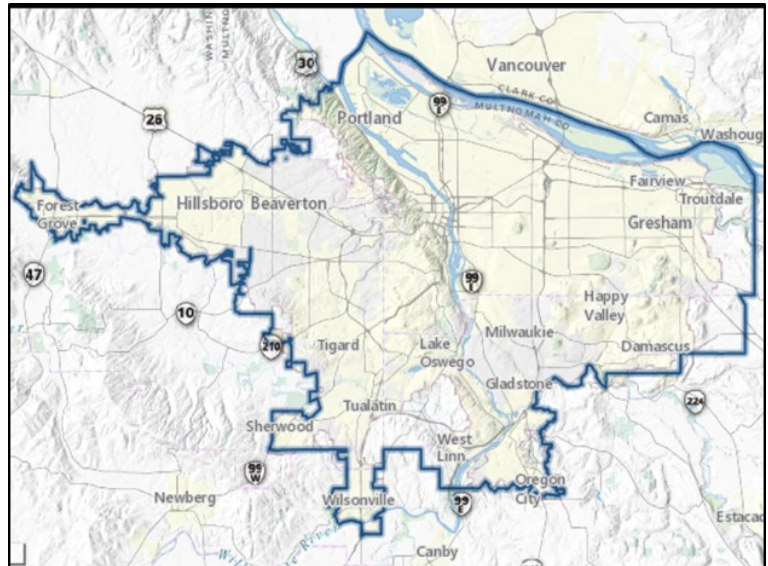 WASHIN
MULTNOM
30
Vancouver
99
E
CLARK CO
MULTNOMAH CO
26
Portland
Camas
Washoug
Forest
Grove
Hillsboro
Beaverton
Fairview
Troutdale
Gresham
47
10
99
E
Happy
Valley
210
Tigard
Lake
Oswego
Milwaukie
Damascus
Gladstone
224
Tualatin
Sherwood
West
Linn
99
W
Oregon
City
Newberg
Wilsonville
99
E
Estacad
Canby